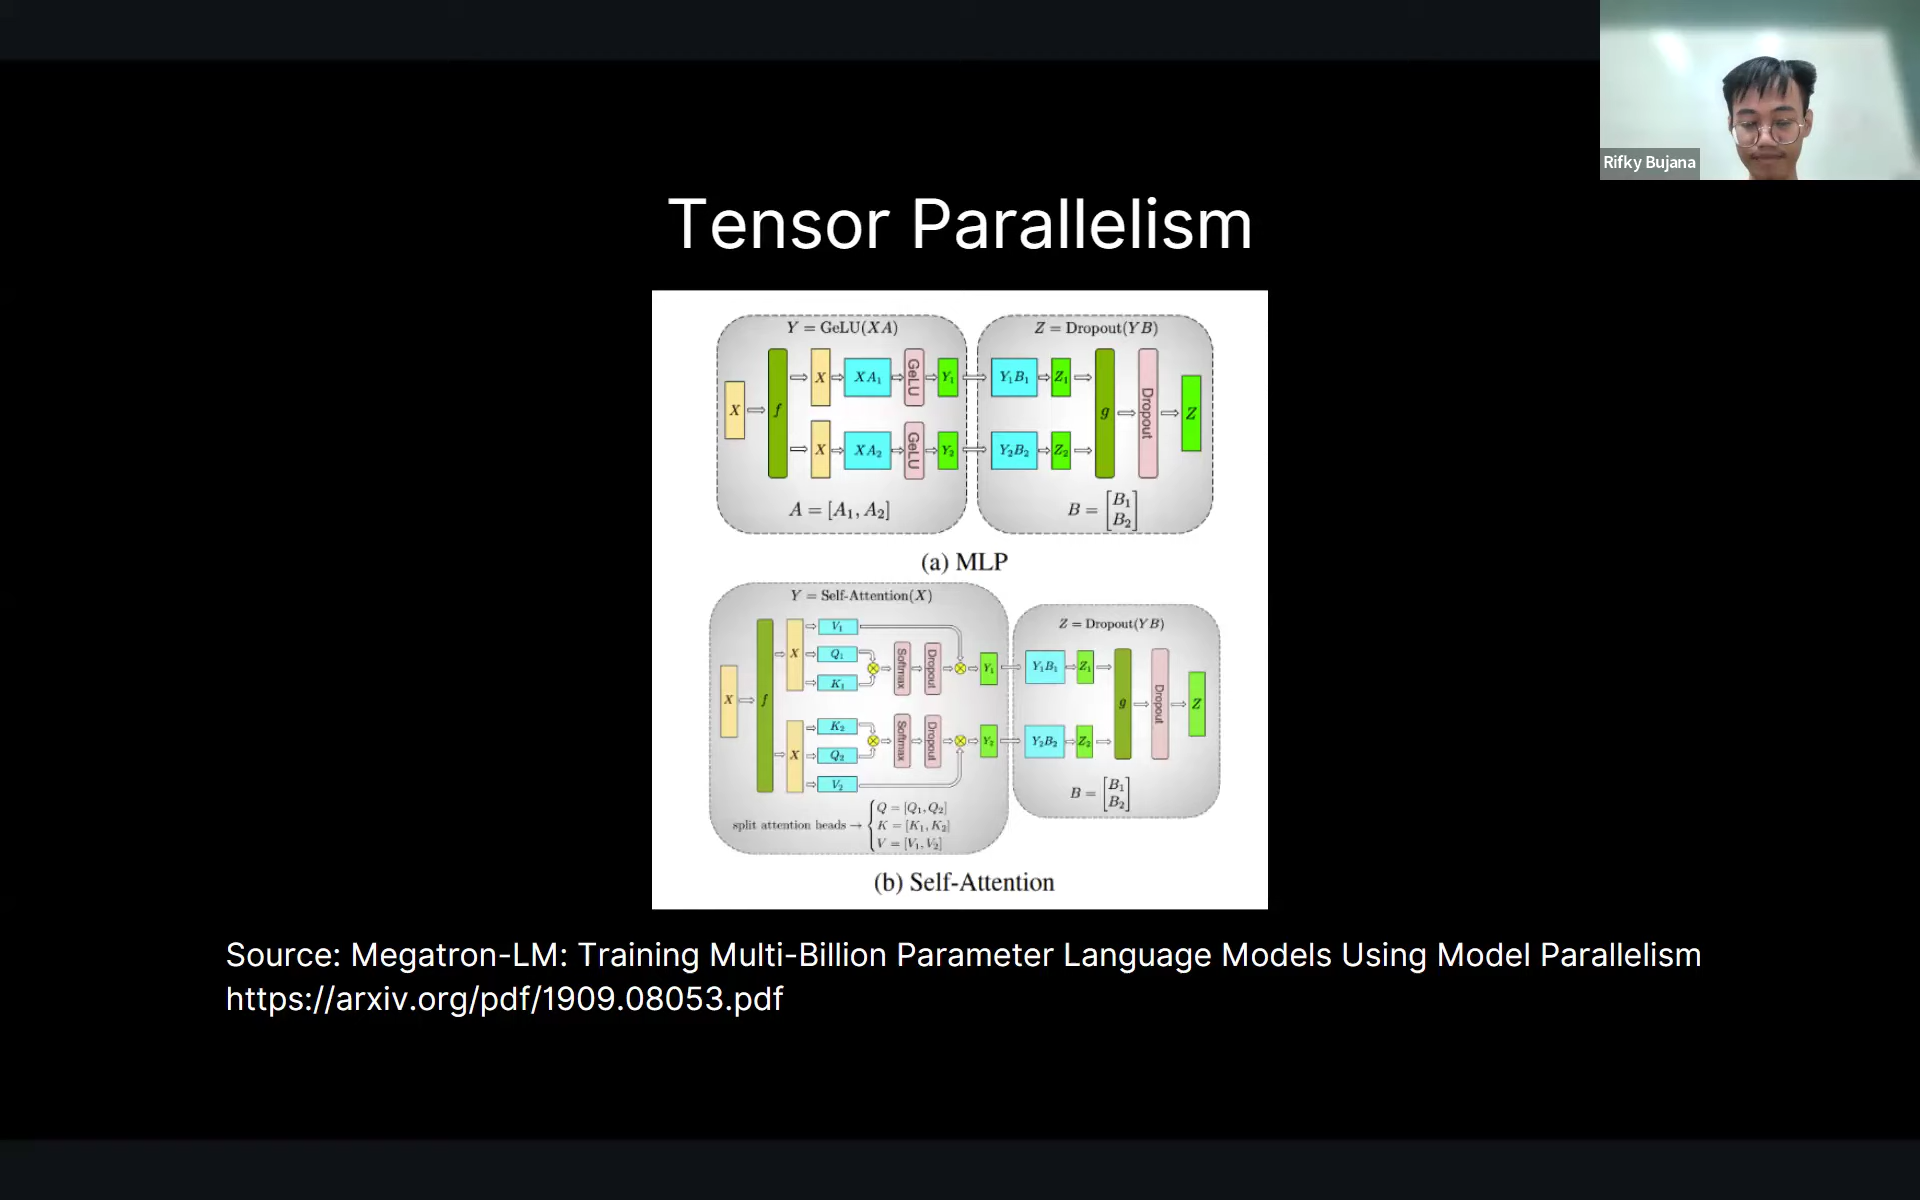 Rifky Bujana
Tensor Parallelism
Y = GeLU(XA)
Z = Dropout(YB)
X
f
X
XA₁
GeLU
Y₁
Y₁B₁
Z₁
X
XA₂
GeLU
Y₂
Y₂B₂
Z₂
g
Dropout
Z
A = [A₁, A₂]
B = [B₁ B₂]
(a) MLP
Y = Self-Attention(X)
Z = Dropout(YB)
X
f
X
V₁
Q₁
K₁
Softmax
Dropout
Y₁
Y₁B₁
Z₁
X
K₂
Q₂
V₂
Softmax
Dropout
Y₂
Y₂B₂
Z₂
g
Dropout
Z
split attention heads → { Q = [Q₁, Q₂]
K = [K₁, K₂]
V = [V₁, V₂]
B = [B₁ B₂]
(b) Self-Attention
Source: Megatron-LM: Training Multi-Billion Parameter Language Models Using Model Parallelism
https://arxiv.org/pdf/1909.08053.pdf